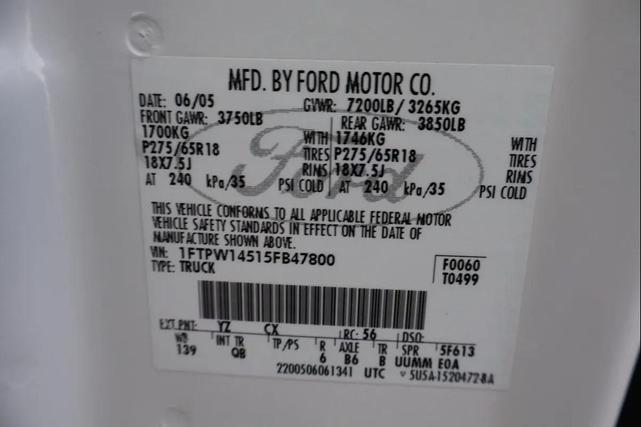 MFD. BY FORD MOTOR CO.
DATE: 06/05 GVWR: 7200LB/ 3265KG
FRONT GAWR: 3750LB REAR GAWR: 3850LB
1700KG WITH 1746KG WITH
P275/65R18 TIRES P275/65R18 TIRES
18X7.5J RIMS 18X7.5J RIMS
AT 240 kPa/35 PSI COLD AT 240 kPa/35 PSI COLD
Ford
THIS VEHICLE CONFORMS TO ALL APPLICABLE FEDERAL MOTOR
VEHICLE SAFETY STANDARDS IN EFFECT ON THE DATE OF
MANUFACTURE SHOWN ABOVE.
VIN: 1FTPW14515FB47800 F0060
TYPE: TRUCK T0499
EXT PNT: YZ CX RC: 56 DSO:
WB INT TR TP/PS R AXLE TR SPR 5F613
139 QB 6 B6 B UUMM E0A
2200506061341 UTC 5U5A-1520472-BA